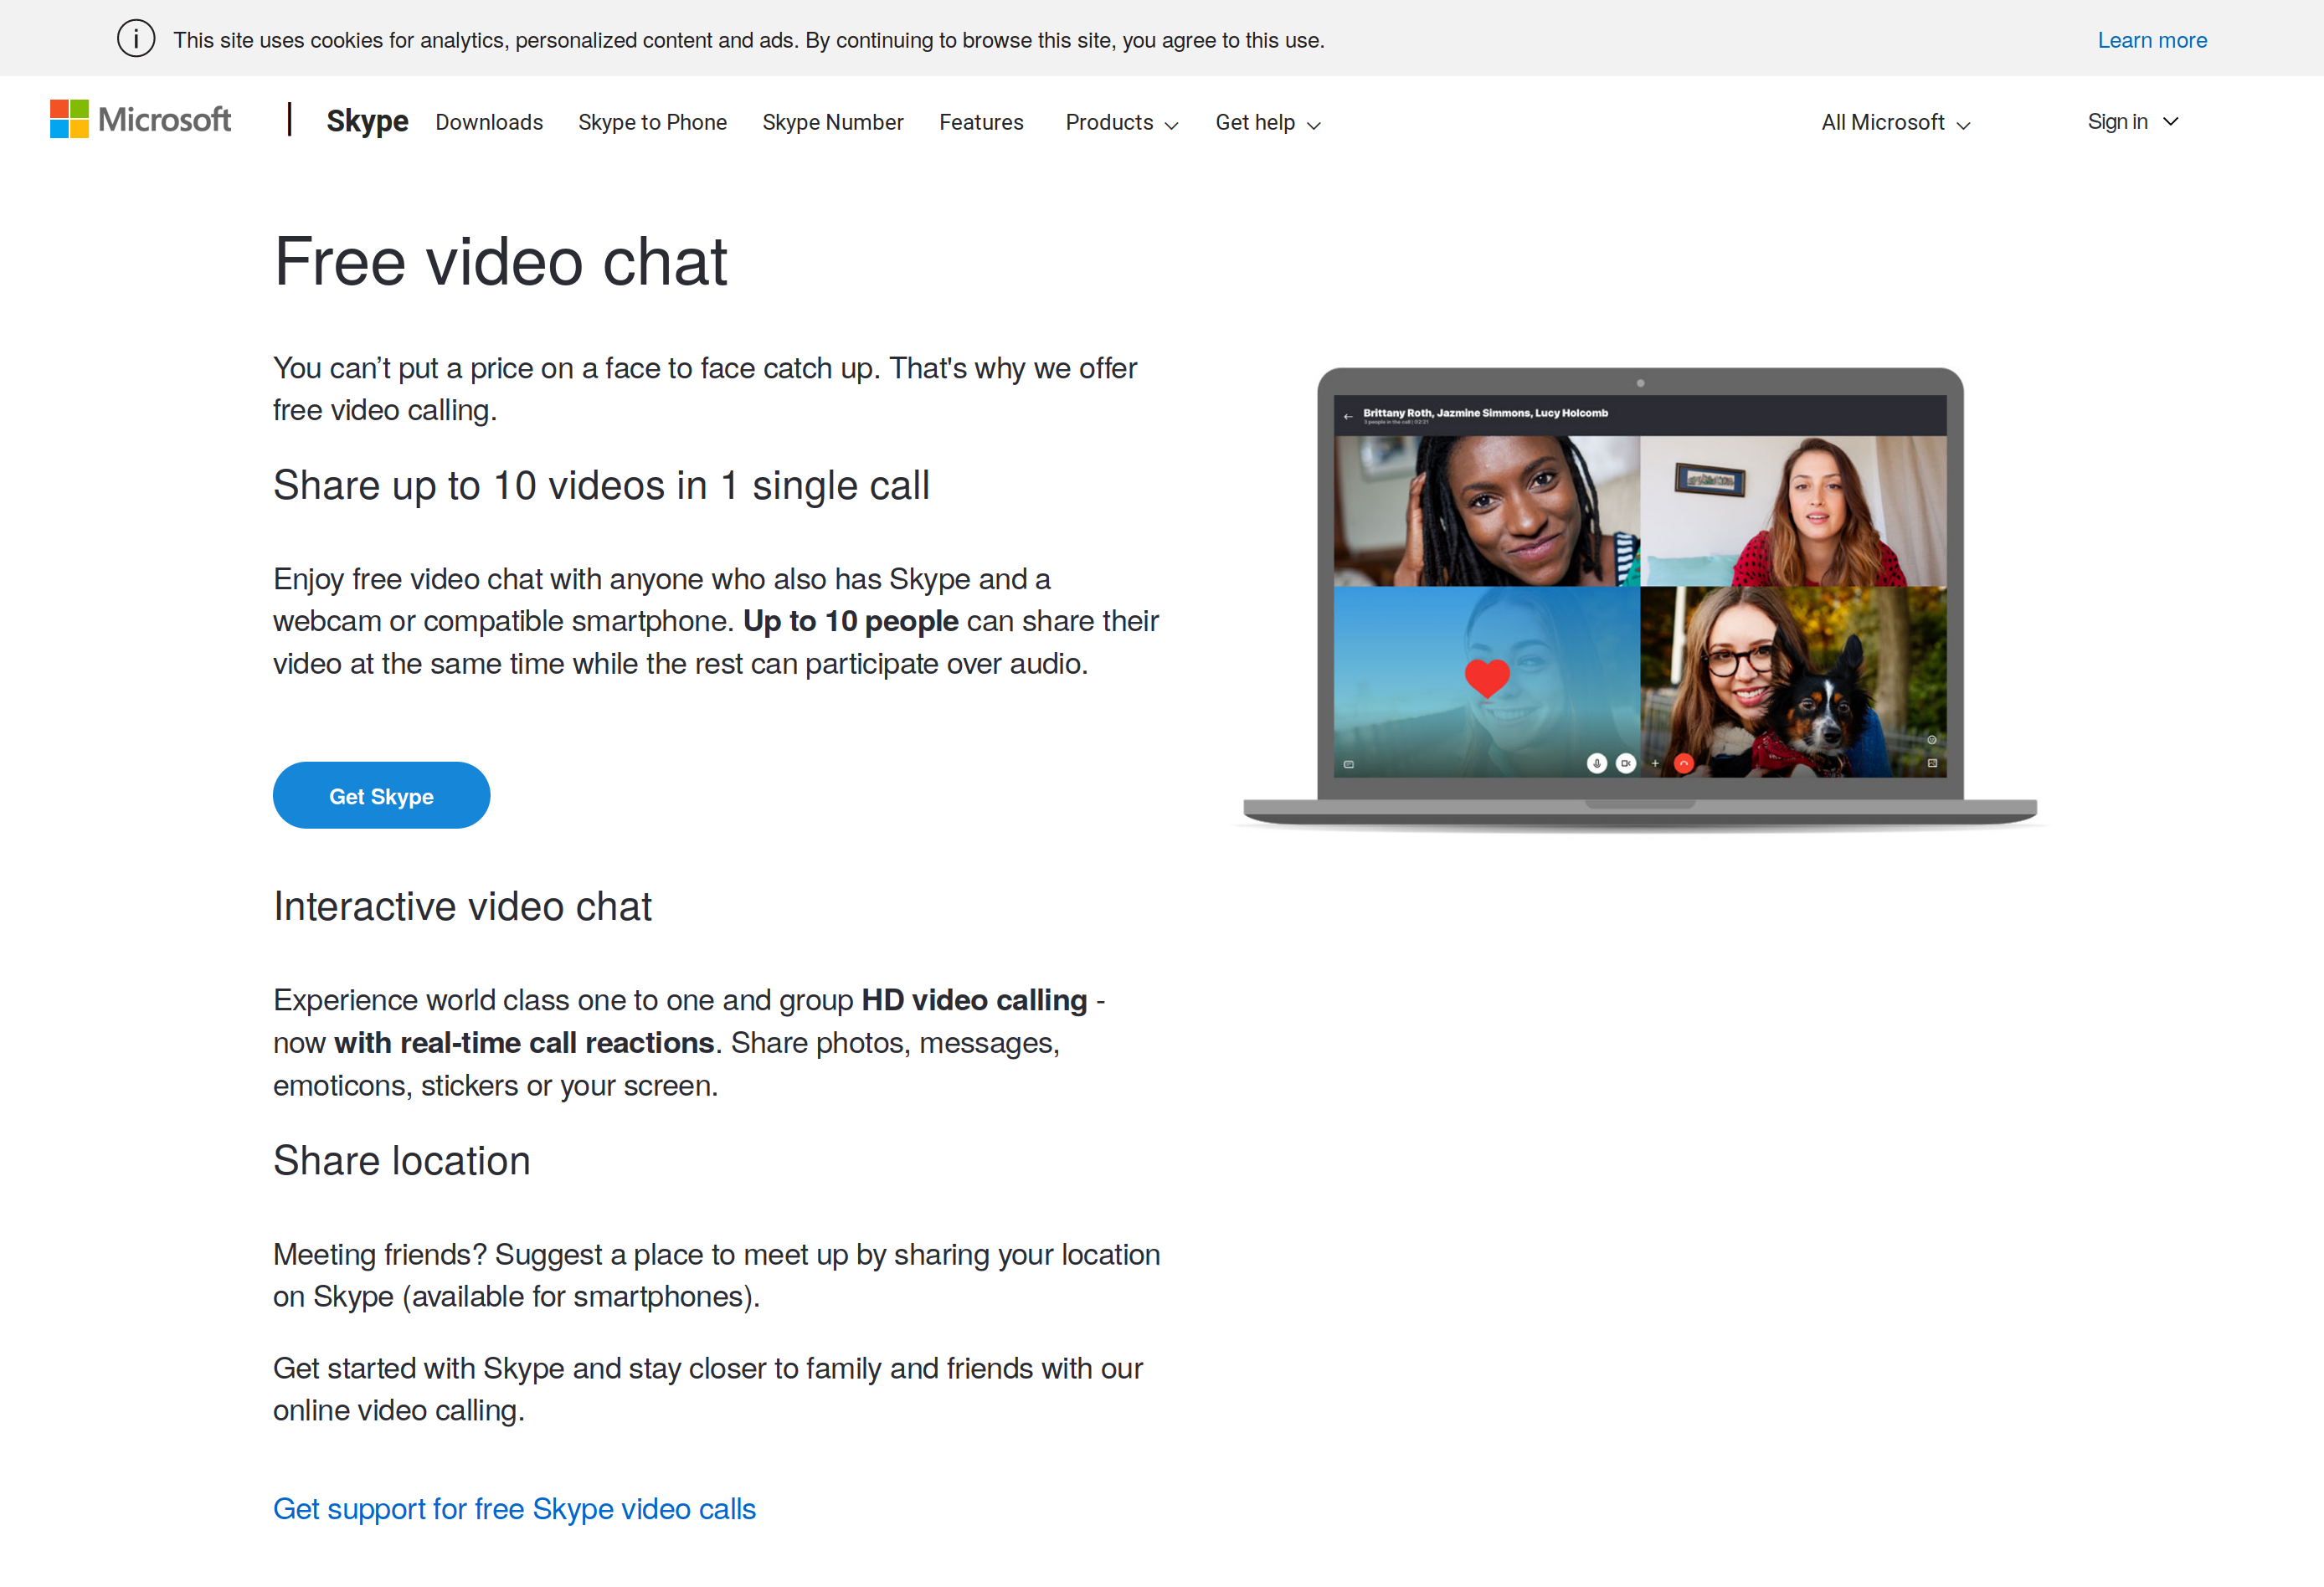 This site uses cookies for analytics, personalized content and ads. By continuing to browse this site, you agree to this use.
Learn more
Microsoft
Skype
Downloads
Skype to Phone
Skype Number
Features
Products
Get help
All Microsoft
Sign in
Free video chat
You can’t put a price on a face to face catch up. That's why we offer
free video calling.
Share up to 10 videos in 1 single call
Enjoy free video chat with anyone who also has Skype and a
webcam or compatible smartphone. Up to 10 people can share their
video at the same time while the rest can participate over audio.
Get Skype
Brittany Roth, Jazmine Simmons, Lucy Holcomb
3 people in the call | 02:21
Interactive video chat
Experience world class one to one and group HD video calling -
now with real-time call reactions. Share photos, messages,
emoticons, stickers or your screen.
Share location
Meeting friends? Suggest a place to meet up by sharing your location
on Skype (available for smartphones).
Get started with Skype and stay closer to family and friends with our
online video calling.
Get support for free Skype video calls